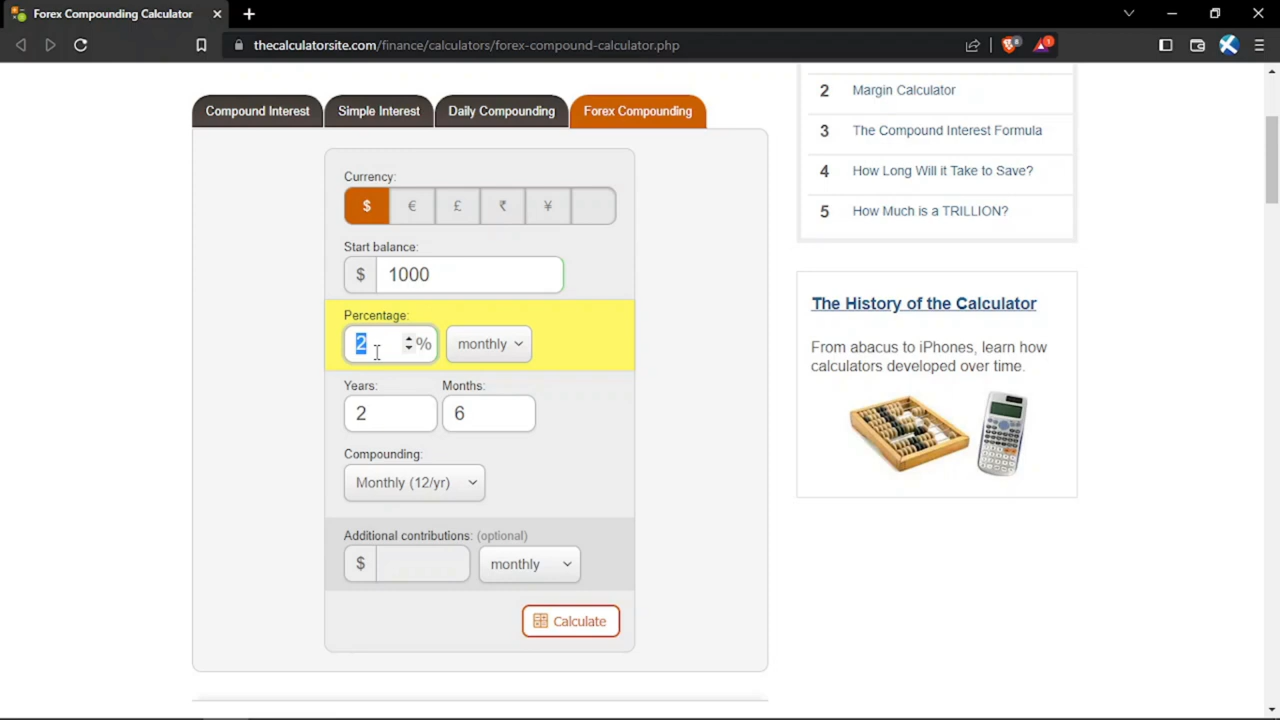 Forex Compounding Calculator
thecalculatorsite.com/finance/calculators/forex-compound-calculator.php
8
1
Compound Interest
Simple Interest
Daily Compounding
Forex Compounding
Currency:
$
€
£
₹
¥
Start balance:
$ 1000
Percentage:
2 %
monthly
Years:
Months:
2
6
Compounding:
Monthly (12/yr)
Additional contributions: (optional)
$
monthly
Calculate
2 Margin Calculator
3 The Compound Interest Formula
4 How Long Will it Take to Save?
5 How Much is a TRILLION?
The History of the Calculator
From abacus to iPhones, learn how
calculators developed over time.